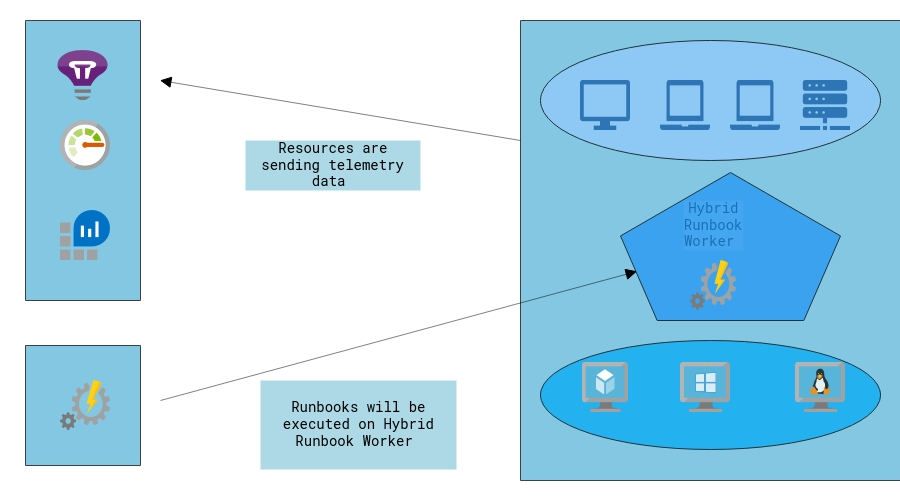 Resources are
sending telemetry
data
Hybrid
Runbook
Worker
Runbooks will be
executed on Hybrid
Runbook Worker